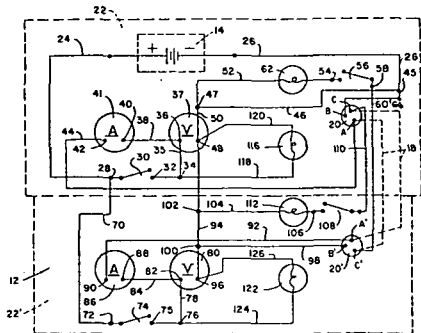 22 14
24 + − 26 26
62 54 56 58
52 45
41 37 47 60 64
40 36 50 46 C
44 38 120 B 20
A V A
42 35 48 116 110 18
28 30 32 34 118
70 102 104 112
106 108 A'
94 92
12 88 100 80 126 B' 20'
A 82 V 98 C'
90 84 96 122
86 78
22' 72 74 75 76 124